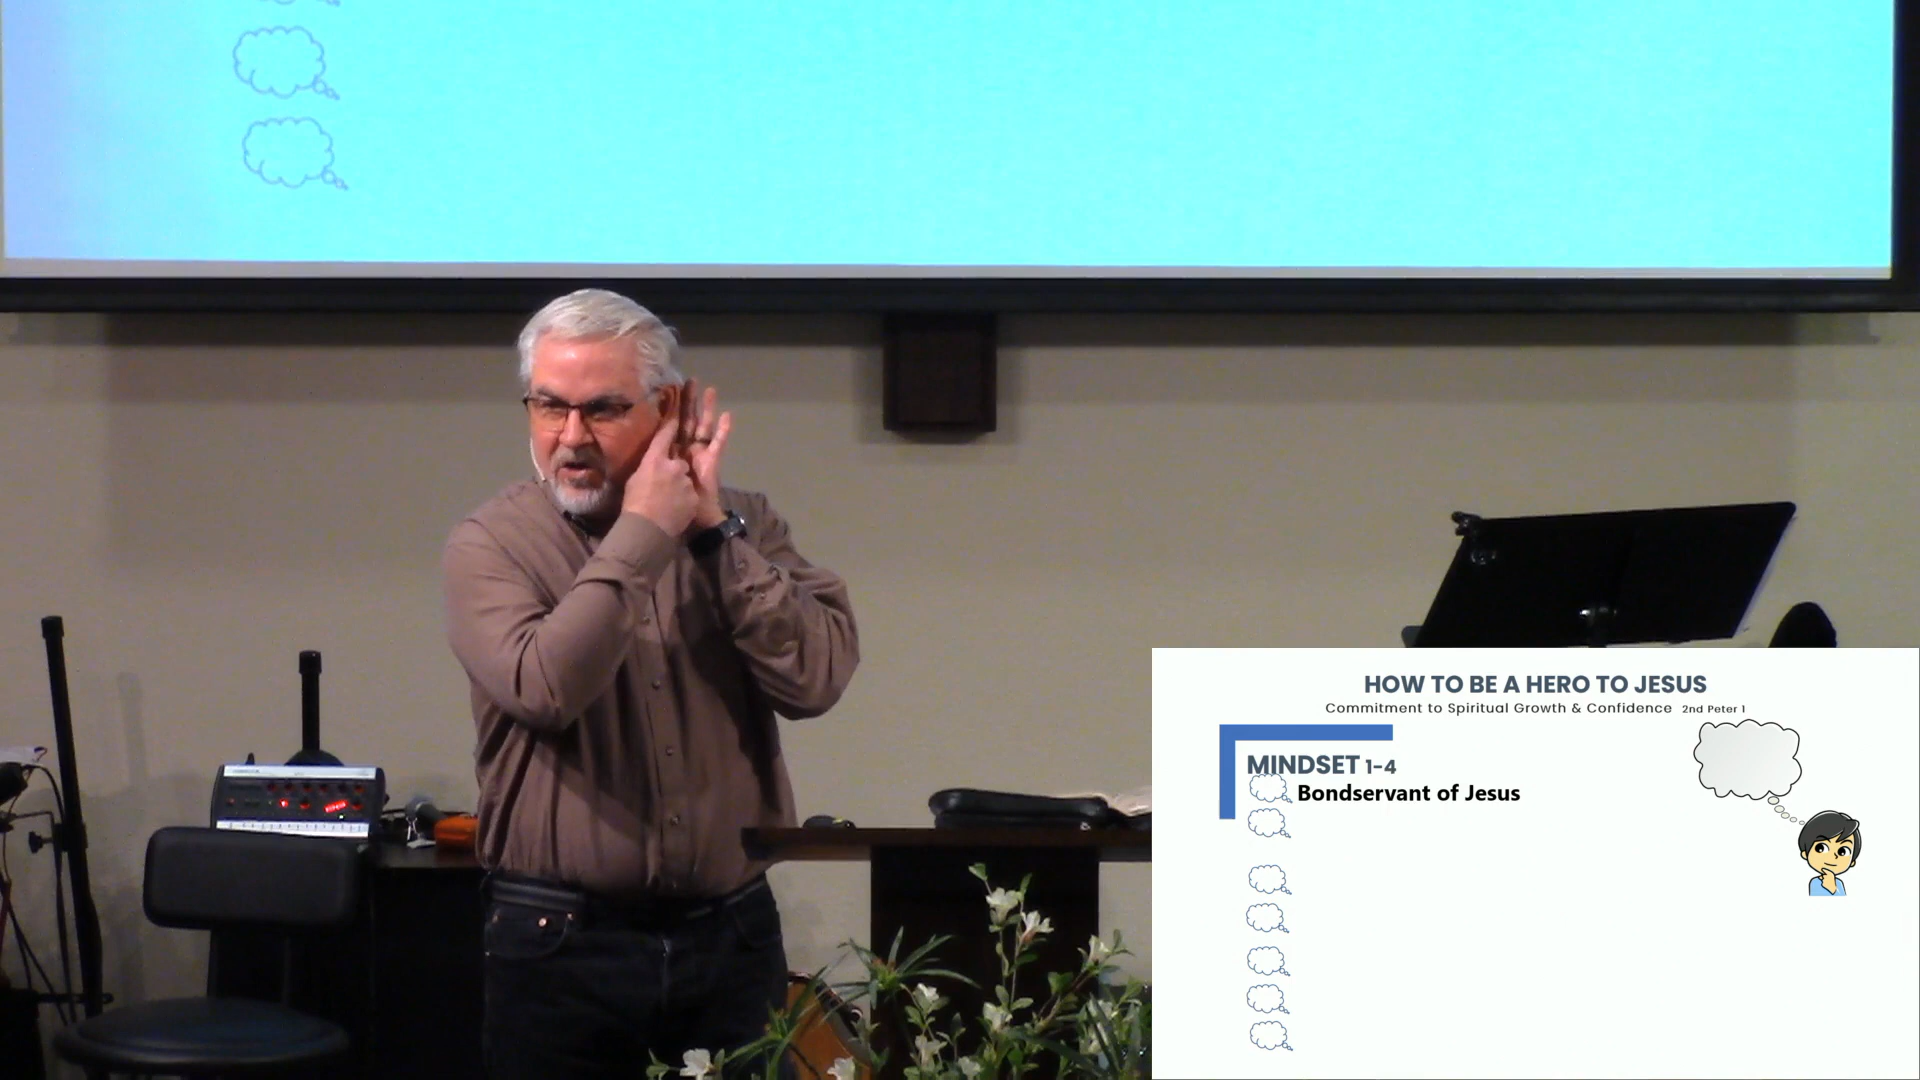 HOW TO BE A HERO TO JESUS
Commitment to Spiritual Growth & Confidence 2nd Peter 1
MINDSET 1-4
Bondservant of Jesus